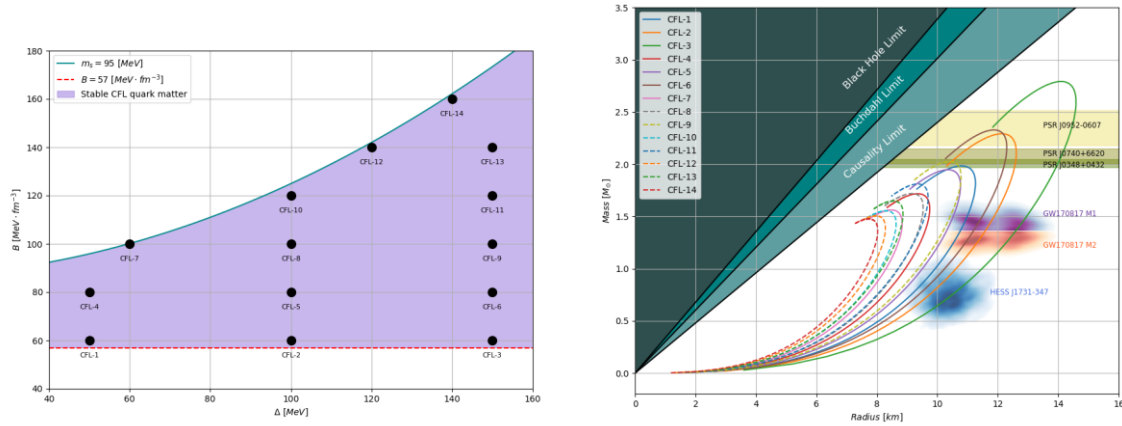 180
160
140
120
100
80
60
40
B [MeV · fm⁻³]
m_s = 95 [MeV]
B = 57 [MeV · fm⁻³]
Stable CFL quark matter
CFL-14
CFL-12
CFL-13
CFL-10
CFL-11
CFL-7
CFL-8
CFL-9
CFL-4
CFL-5
CFL-6
CFL-1
CFL-2
CFL-3
40 60 80 100 120 140 160
Δ [MeV]
3.5
3.0
2.5
2.0
1.5
1.0
0.5
0.0
Mass [M⊙]
CFL-1
CFL-2
CFL-3
CFL-4
CFL-5
CFL-6
CFL-7
CFL-8
CFL-9
CFL-10
CFL-11
CFL-12
CFL-13
CFL-14
Black Hole Limit
Buchdahl Limit
Causality Limit
PSR J0952-0607
PSR J0740+6620
PSR J0348+0432
GW170817 M1
GW170817 M2
HESS J1731-347
0 2 4 6 8 10 12 14 16
Radius [km]